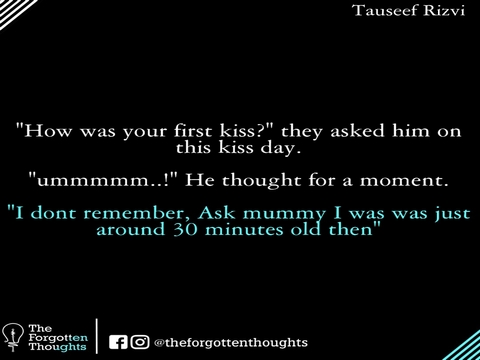 Tauseef Rizvi
"How was your first kiss?" they asked him on
this kiss day.
"ummmmm..!" He thought for a moment.
"I dont remember, Ask mummy I was was just
around 30 minutes old then"
The
Forgotten
Thoughts
@theforgottenthoughts